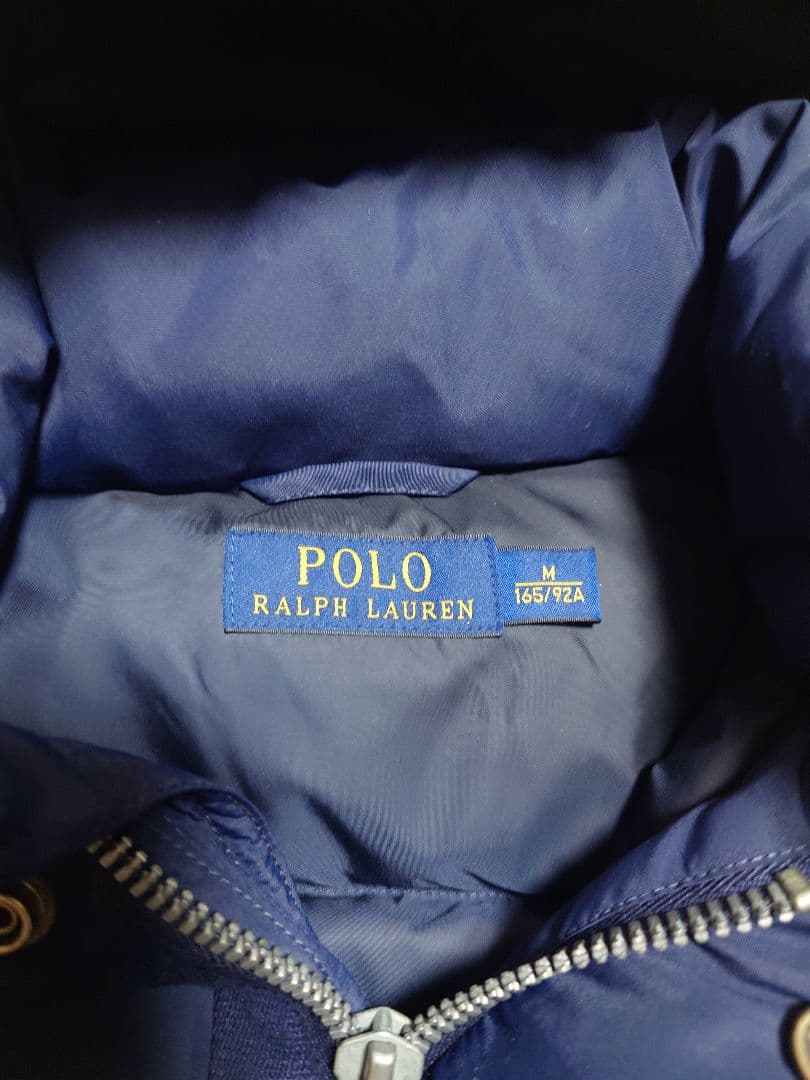 POLO
RALPH LAUREN
M
165/92A